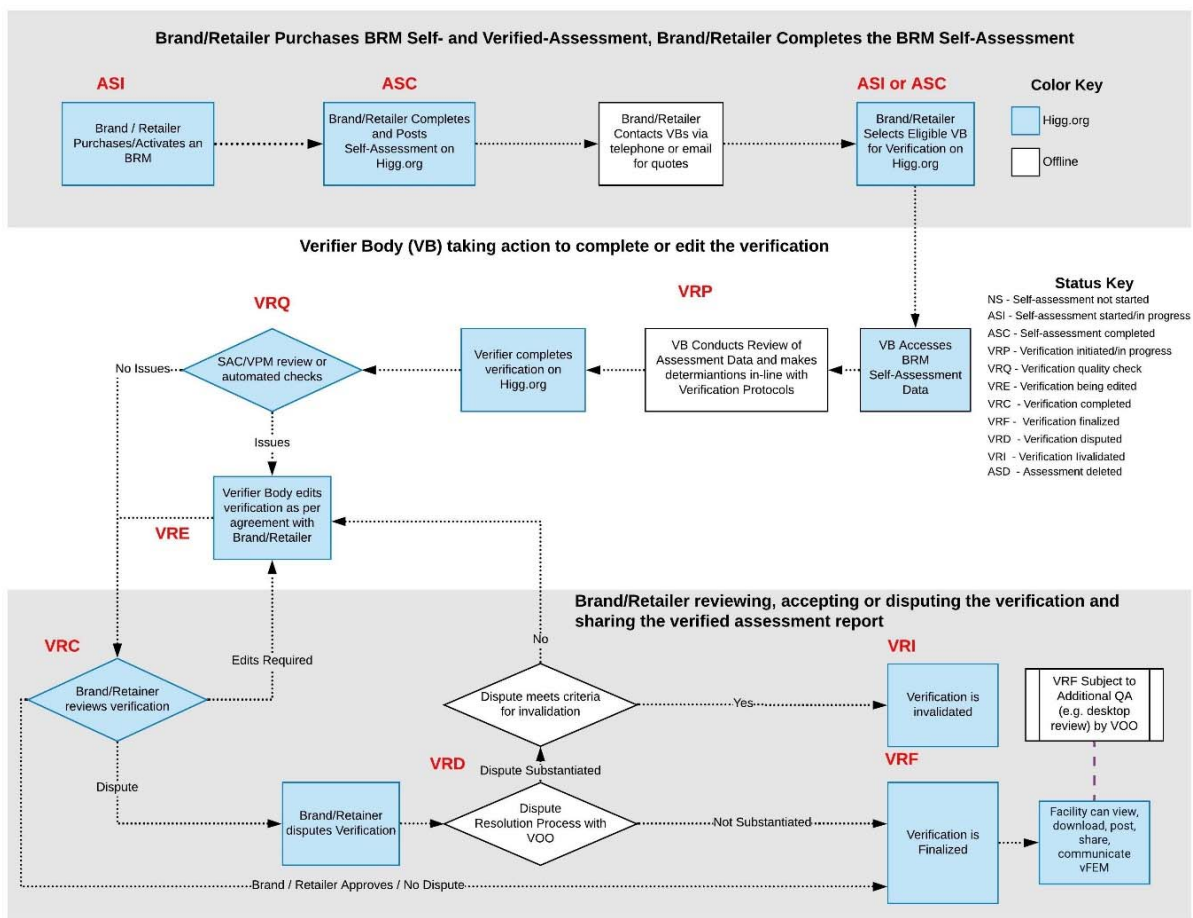 Brand/Retailer Purchases BRM Self- and Verified-Assessment, Brand/Retailer Completes the BRM Self-Assessment
ASI
ASC
ASI or ASC
Color Key
Brand / Retailer
Purchases/Activates an
BRM
Brand/Retailer Completes
and Posts
Self-Assessment on
Higg.org
Brand/Retailer
Contacts VBs via
telephone or email
for quotes
Brand/Retailer
Selects Eligible VB
for Verification on
Higg.org
Higg.org
Offline
Verifier Body (VB) taking action to complete or edit the verification
VRQ
VRP
Status Key
NS - Self-assessment not started
ASI - Self-assessment started/in progress
ASC - Self-assessment completed
VRP - Verification initiated/in progress
VRQ - Verification quality check
VRE - Verification being edited
VRC - Verification completed
VRF - Verification finalized
VRD - Verification disputed
VRI - Verification Iivalidated
ASD - Assessment deleted
No Issues
SAC/VPM review or
automated checks
Verifier completes
verification on
Higg.org
VB Conducts Review of
Assessment Data and makes
determiantions in-line with
Verification Protocols
VB Accesses
BRM
Self-Assessment
Data
Issues
Verifier Body edits
verification as per
agreement with
Brand/Retailer
VRE
Brand/Retailer reviewing, accepting or disputing the verification and
sharing the verified assessment report
VRC
Edits Required
No
VRI
Brand/Retainer
reviews verification
Dispute meets criteria
for invalidation
Yes
Verification is
invalidated
VRF Subject to
Additional QA
(e.g. desktop
review) by VOO
VRD
Dispute Substantiated
VRF
Dispute
Brand/Retainer
disputes Verification
Dispute
Resolution Process with
VOO
Not Substantiated
Verification is
Finalized
Facility can view,
download, post,
share,
communicate
vFEM
Brand / Retailer Approves / No Dispute